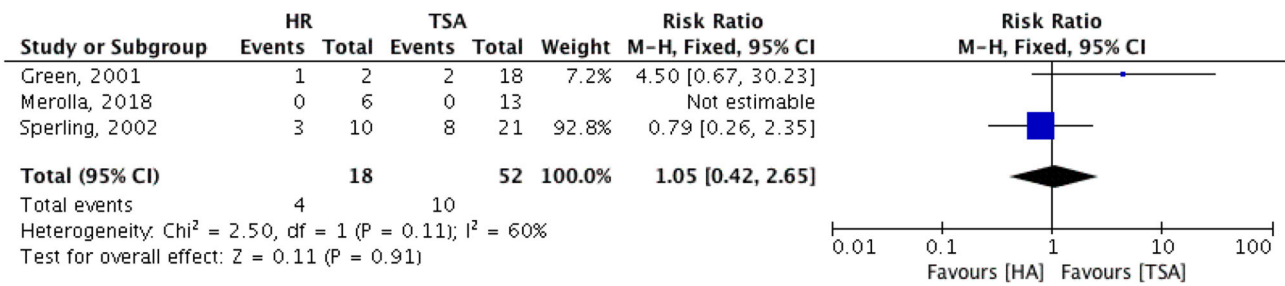 HR TSA Risk Ratio Risk Ratio
Study or Subgroup Events Total Events Total Weight M-H, Fixed, 95% CI M-H, Fixed, 95% CI
Green, 2001 1 2 2 18 7.2% 4.50 [0.67, 30.23]
Merolla, 2018 0 6 0 13 Not estimable
Sperling, 2002 3 10 8 21 92.8% 0.79 [0.26, 2.35]
Total (95% CI) 18 52 100.0% 1.05 [0.42, 2.65]
Total events 4 10
Heterogeneity: Chi² = 2.50, df = 1 (P = 0.11); I² = 60%
Test for overall effect: Z = 0.11 (P = 0.91)
0.01 0.1 1 10 100
Favours [HA] Favours [TSA]